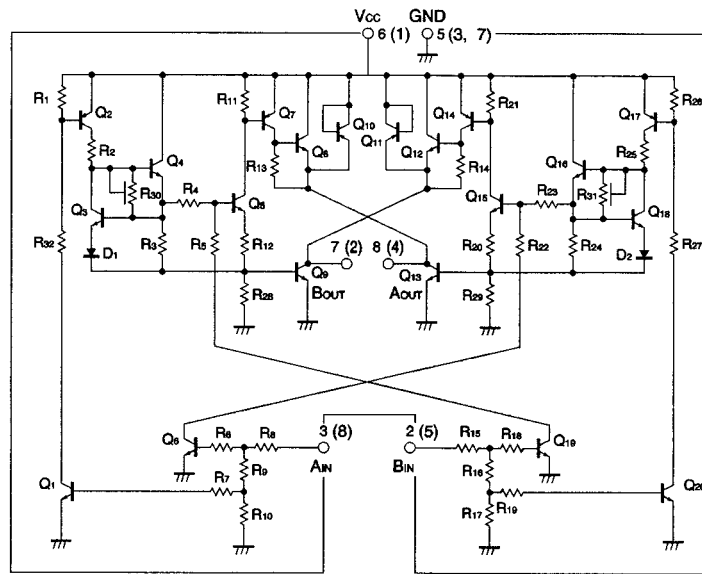 Vcc GND
6 (1) 5 (3, 7)
R1 Q2 R11 Q7 Q10 Q14 R21 Q17 R26
R2 Q4 Q8 Q11 Q12 Q16 R25
R13 R14
R30 R4 Q5 Q15 R23 R31
Q3 Q18
R32 D1 R3 R5 R12 R20 R22 R24 D2 R27
7 (2) 8 (4)
Q9 Q13
R28 BOUT AOUT R29
3 (8) 2 (5)
Q6 R6 R8 R15 R18 Q19
AIN BIN
R9 R16
Q1 R7 R19 Q20
R10 R17